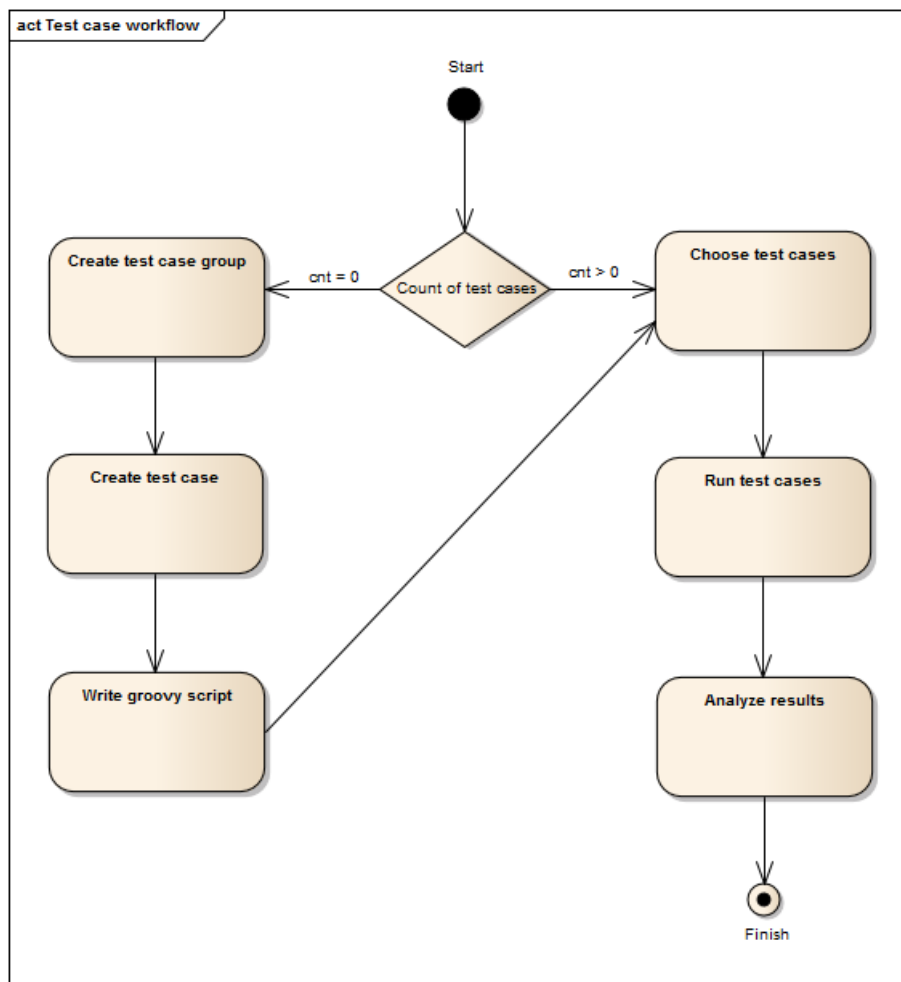 act Test case workflow
Start
Create test case group
cnt = 0
Count of test cases
cnt > 0
Choose test cases
Create test case
Run test cases
Write groovy script
Analyze results
Finish